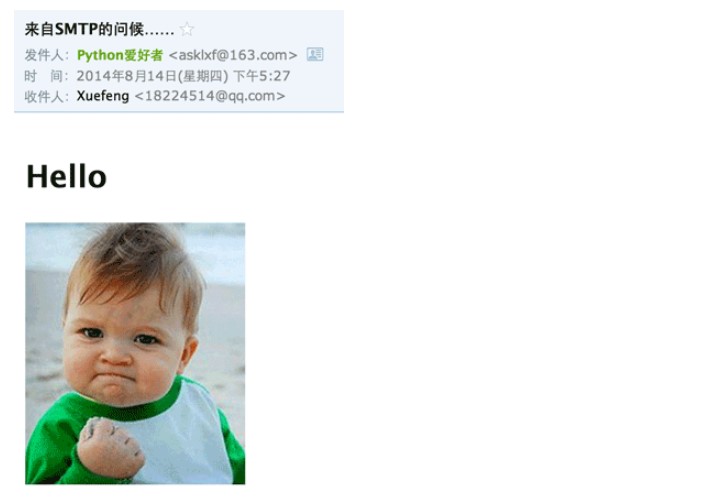 来自SMTP的问候……
发件人：Python爱好者 <asklxf@163.com>
时　间：2014年8月14日(星期四) 下午5:27
收件人：Xuefeng <18224514@qq.com>
Hello